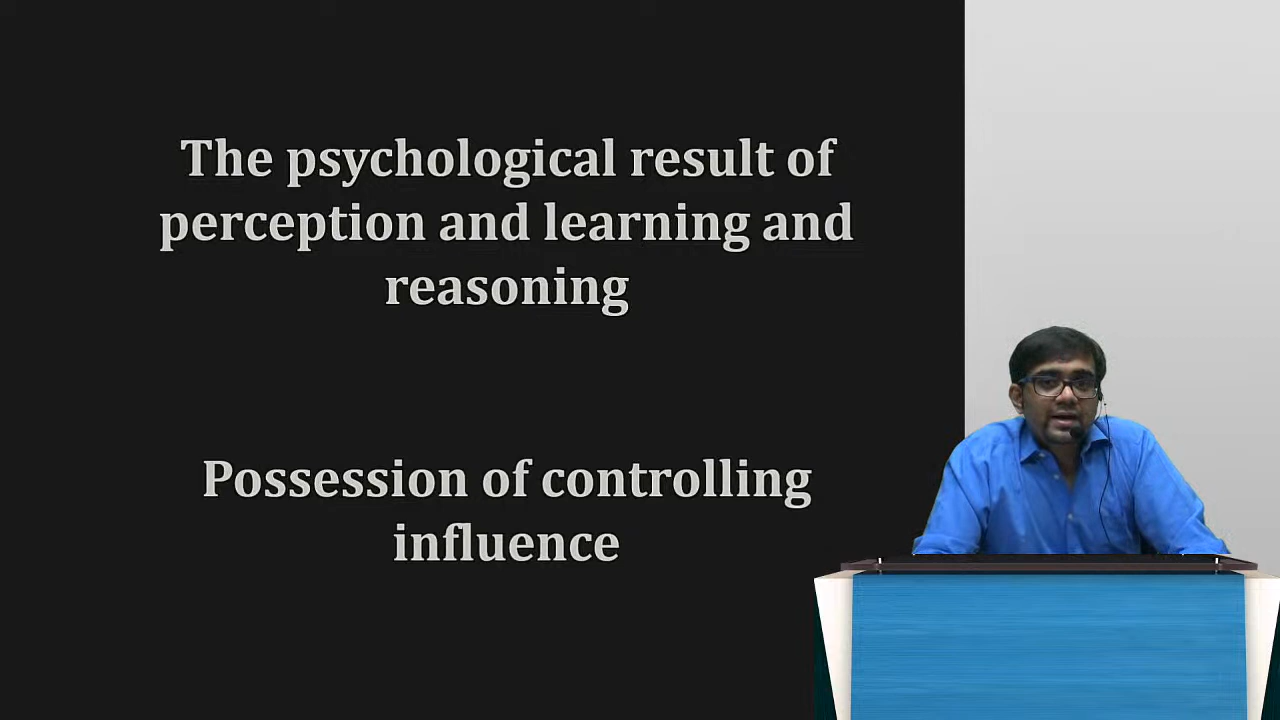 The psychological result of
perception and learning and
reasoning
Possession of controlling
influence